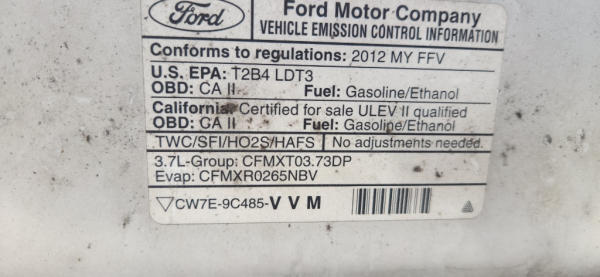 Ford
Ford Motor Company
VEHICLE EMISSION CONTROL INFORMATION
Conforms to regulations: 2012 MY FFV
U.S. EPA: T2B4 LDT3
OBD: CA II Fuel: Gasoline/Ethanol
California: Certified for sale ULEV II qualified
OBD: CA II Fuel: Gasoline/Ethanol
TWC/SFI/HO2S/HAFS No adjustments needed.
3.7L-Group: CFMXT03.73DP
Evap: CFMXR0265NBV
CW7E-9C485-V V M